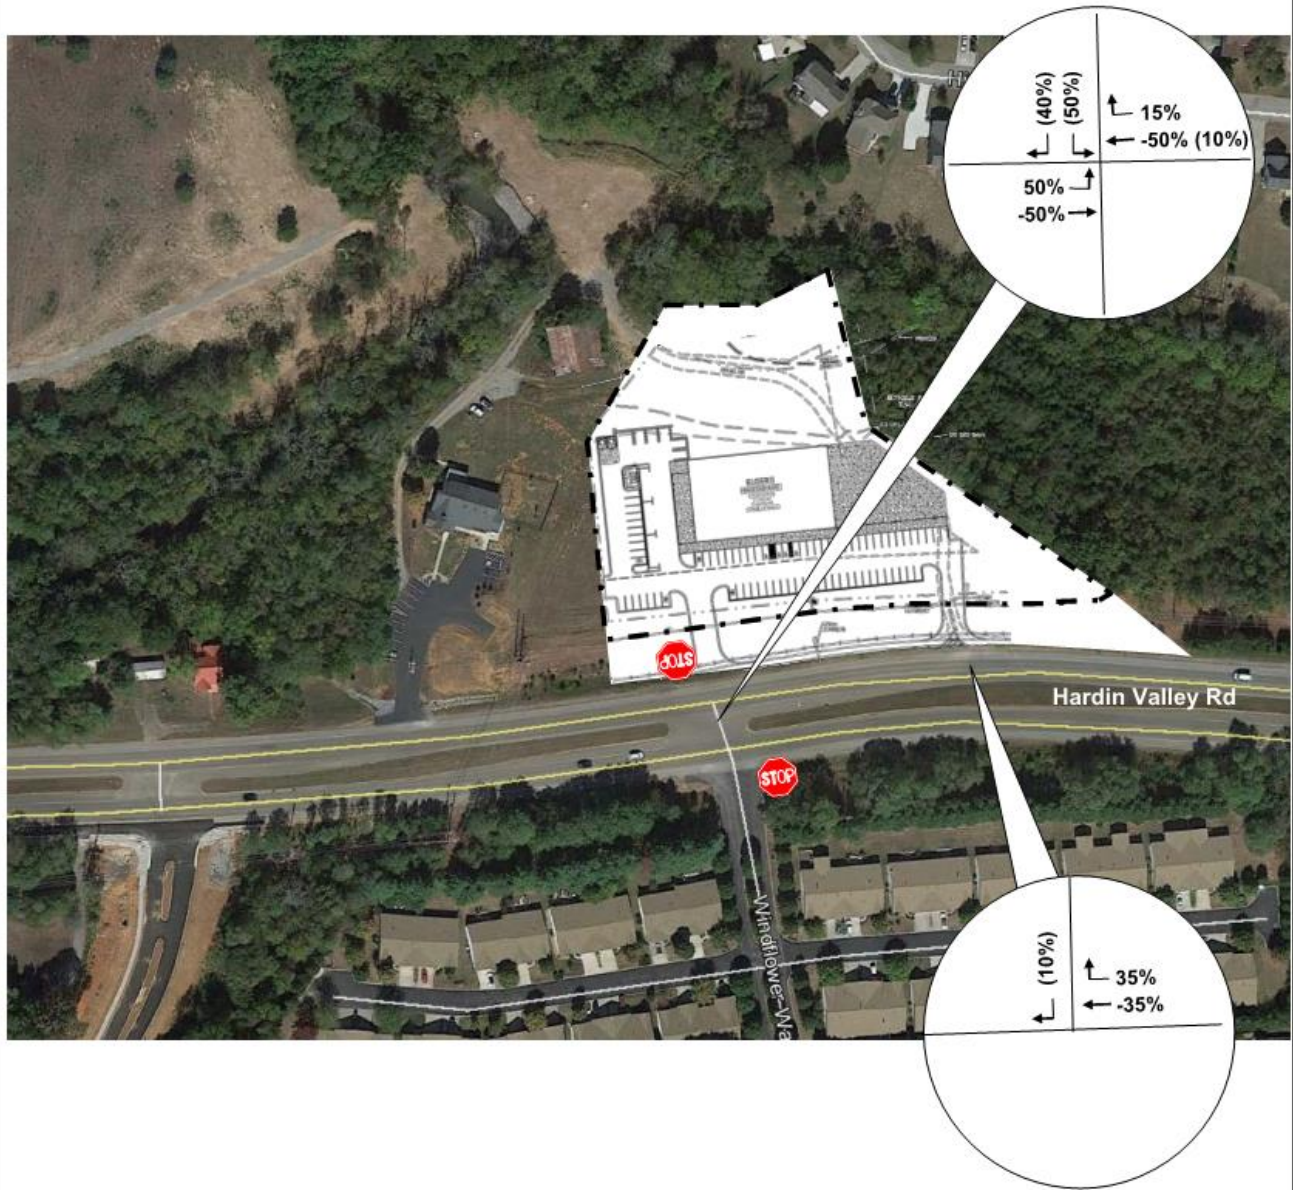 (40%)
(50%)
15%
-50% (10%)
50%
-50%
STOP
Hardin Valley Rd
STOP
Windflower Wa
(10%)
35%
-35%